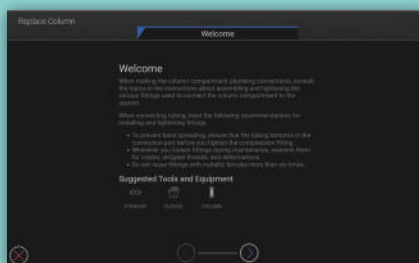 Replace Column
Welcome
Welcome
When making the column compartment plumbing connections, consult
the topics in the instructions about assembling and tightening the
various fittings used to connect the column compartment to the
system.
When connecting tubing, heed the following recommendations for
installing and tightening fittings:
• To prevent band spreading, ensure that the tubing bottoms in the
connection port before you tighten the compression fitting.
• Whenever you loosen fittings during maintenance, examine them
for cracks, stripped threads, and deformations.
• Do not reuse fittings with metallic ferrules more than six times.
Suggested Tools and Equipment
EYEWEAR GLOVES COLUMN